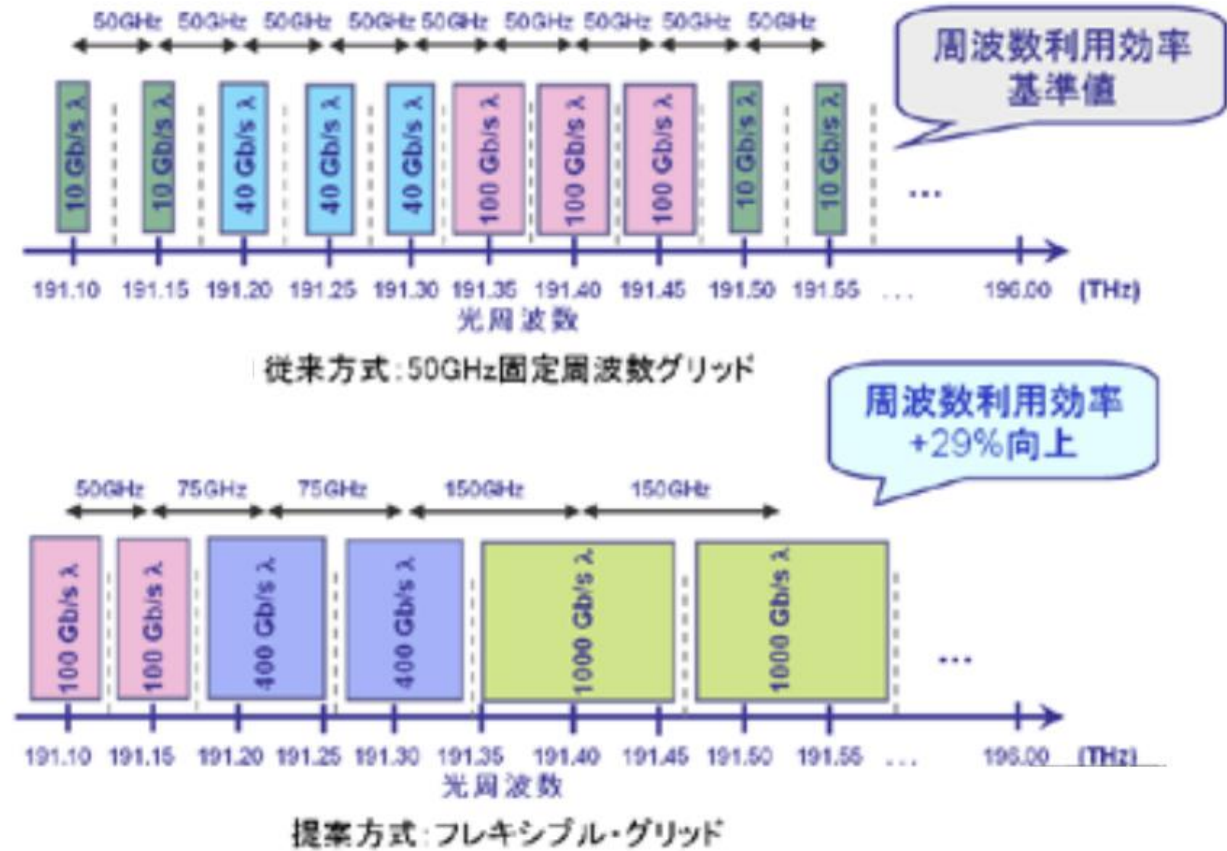 50GHz 50GHz 50GHz 50GHz 50GHz 50GHz 50GHz 50GHz 50GHz
周波数利用効率
基準値
10 Gb/s λ
10 Gb/s λ
40 Gb/s λ
40 Gb/s λ
40 Gb/s λ
100 Gb/s λ
100 Gb/s λ
100 Gb/s λ
10 Gb/s λ
10 Gb/s λ
...
191.10 191.15 191.20 191.25 191.30 191.35 191.40 191.45 191.50 191.55 ... 196.00 (THz)
光周波数
従来方式:50GHz固定周波数グリッド
周波数利用効率
+29%向上
50GHz 75GHz 75GHz 150GHz 150GHz
100 Gb/s λ
100 Gb/s λ
400 Gb/s λ
400 Gb/s λ
1000 Gb/s λ
1000 Gb/s λ
...
191.10 191.15 191.20 191.25 191.30 191.35 191.40 191.45 191.50 191.55 ... 196.00 (THz)
光周波数
提案方式:フレキシブル・グリッド